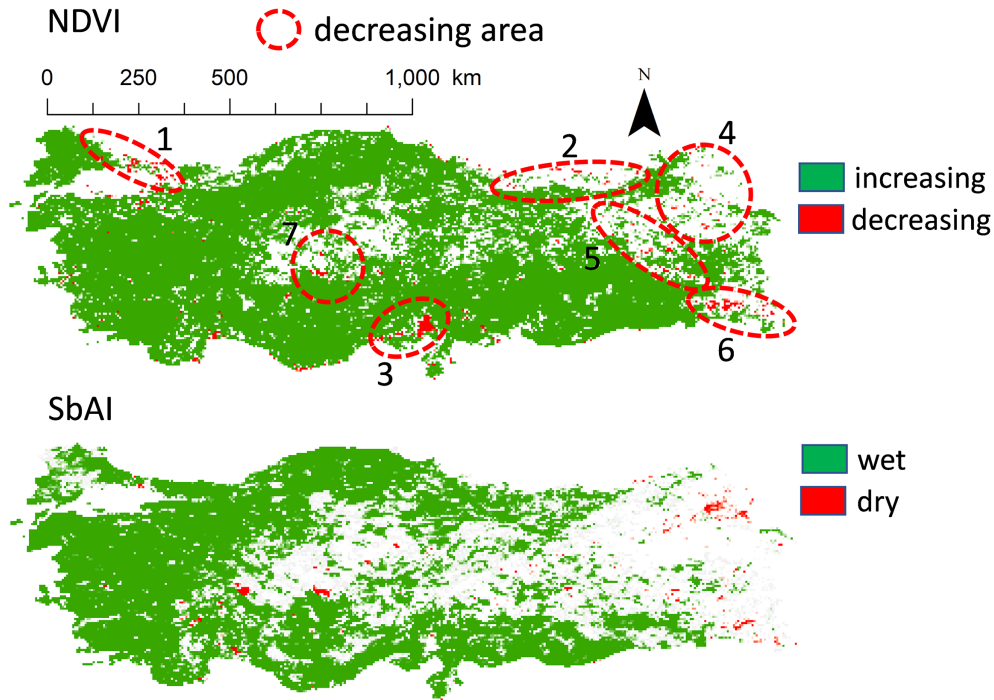 NDVI
decreasing area
0 250 500 1,000 km
N
1
2
4
increasing
decreasing
7
5
3
6
SbAI
wet
dry